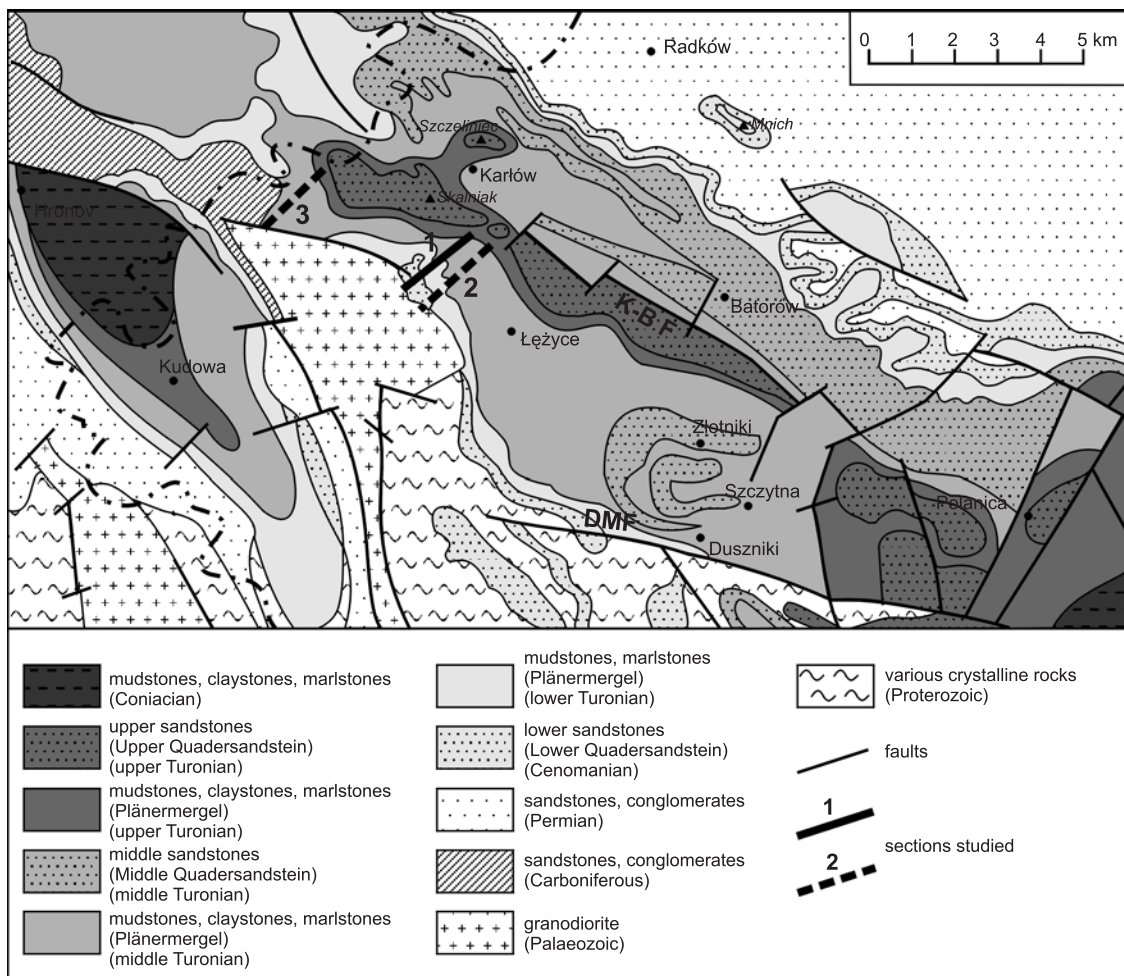 Radków
0 1 2 3 4 5 km
Szczeliniec
Mnich
Karłów
Skalniak
Hronov
3
1
2
K-B F
Batorów
Łężyce
Kudowa
Złotniki
Szczytna
Polanica
DMF
Duszniki
mudstones, claystones, marlstones
(Coniacian)
upper sandstones
(Upper Quadersandstein)
(upper Turonian)
mudstones, claystones, marlstones
(Plänermergel)
(upper Turonian)
middle sandstones
(Middle Quadersandstein)
(middle Turonian)
mudstones, claystones, marlstones
(Plänermergel)
(middle Turonian)
mudstones, marlstones
(Plänermergel)
(lower Turonian)
lower sandstones
(Lower Quadersandstein)
(Cenomanian)
sandstones, conglomerates
(Permian)
sandstones, conglomerates
(Carboniferous)
granodiorite
(Palaeozoic)
various crystalline rocks
(Proterozoic)
faults
1
sections studied
2